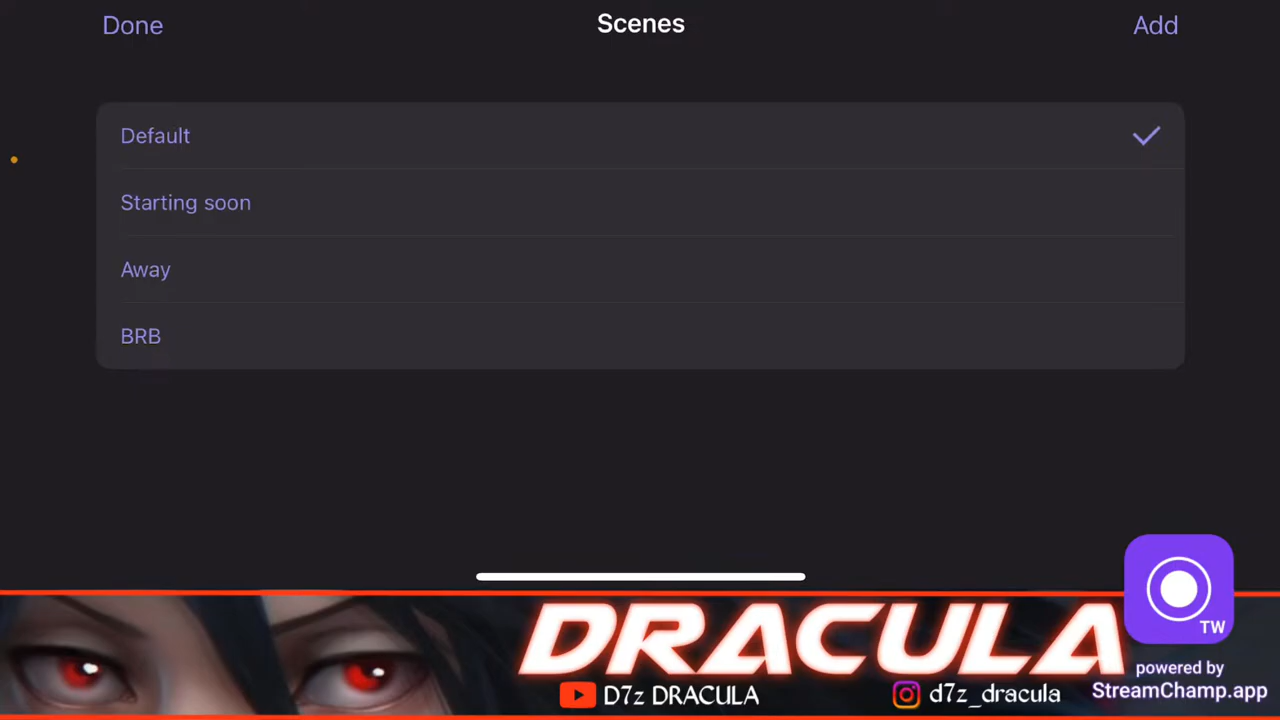 Done
Scenes
Add
Default
Starting soon
Away
BRB
DRACULA
TW
D7z DRACULA
d7z_dracula
powered by
StreamChamp.app